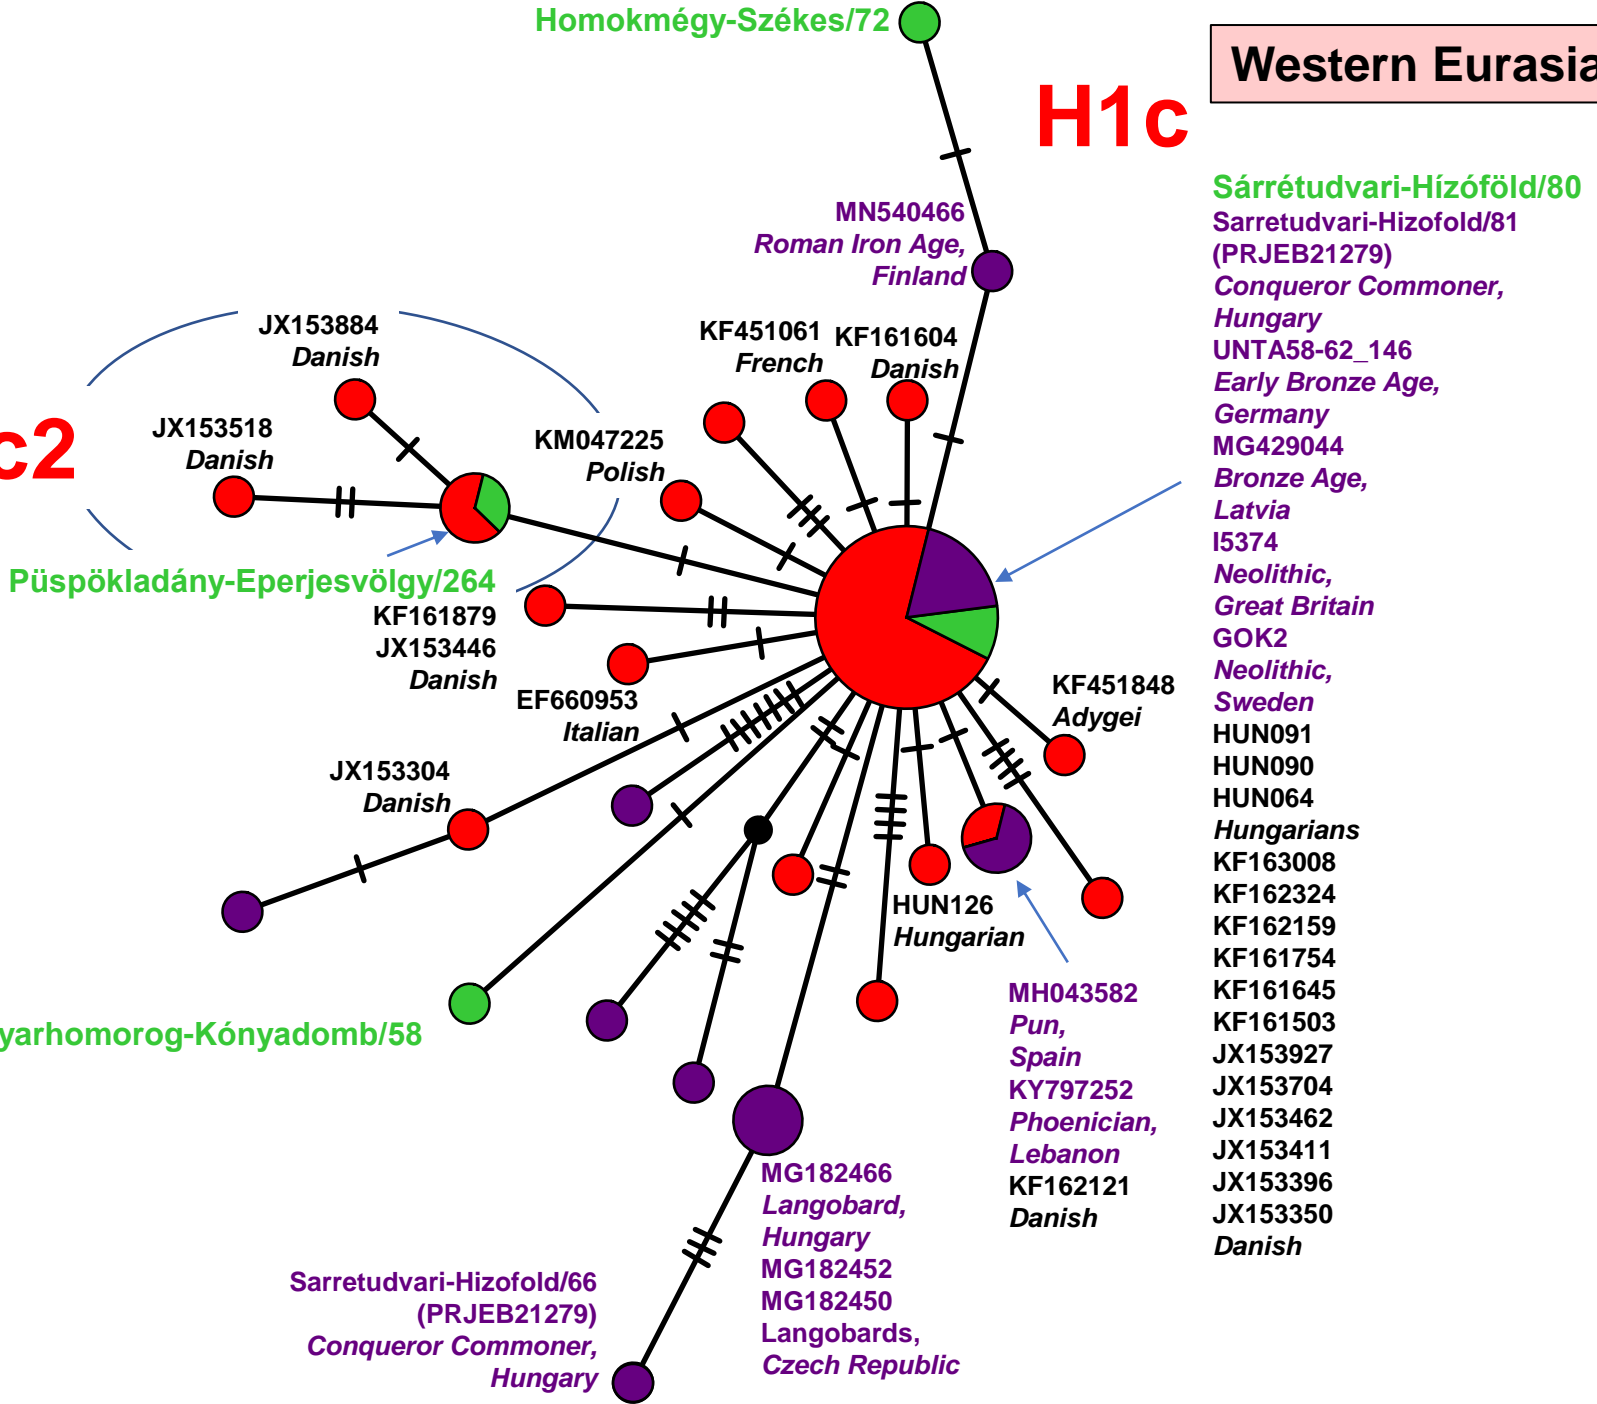 Homokmégy-Székes/72
Western Eurasia
H1c
MN540466
Roman Iron Age,
Finland
JX153884
Danish
KF451061
French
KF161604
Danish
c2
JX153518
Danish
KM047225
Polish
Püspökladány-Eperjesvölgy/264
KF161879
JX153446
Danish
EF660953
Italian
KF451848
Adygei
JX153304
Danish
HUN126
Hungarian
yarhomorog-Kónyadomb/58
MH043582
Pun,
Spain
KY797252
Phoenician,
Lebanon
KF162121
Danish
MG182466
Langobard,
Hungary
MG182452
MG182450
Langobards,
Czech Republic
Sarretudvari-Hizofold/66
(PRJEB21279)
Conqueror Commoner,
Hungary
Sárrétudvari-Hízóföld/80
Sarretudvari-Hizofold/81
(PRJEB21279)
Conqueror Commoner,
Hungary
UNTA58-62_146
Early Bronze Age,
Germany
MG429044
Bronze Age,
Latvia
I5374
Neolithic,
Great Britain
GOK2
Neolithic,
Sweden
HUN091
HUN090
HUN064
Hungarians
KF163008
KF162324
KF162159
KF161754
KF161645
KF161503
JX153927
JX153704
JX153462
JX153411
JX153396
JX153350
Danish